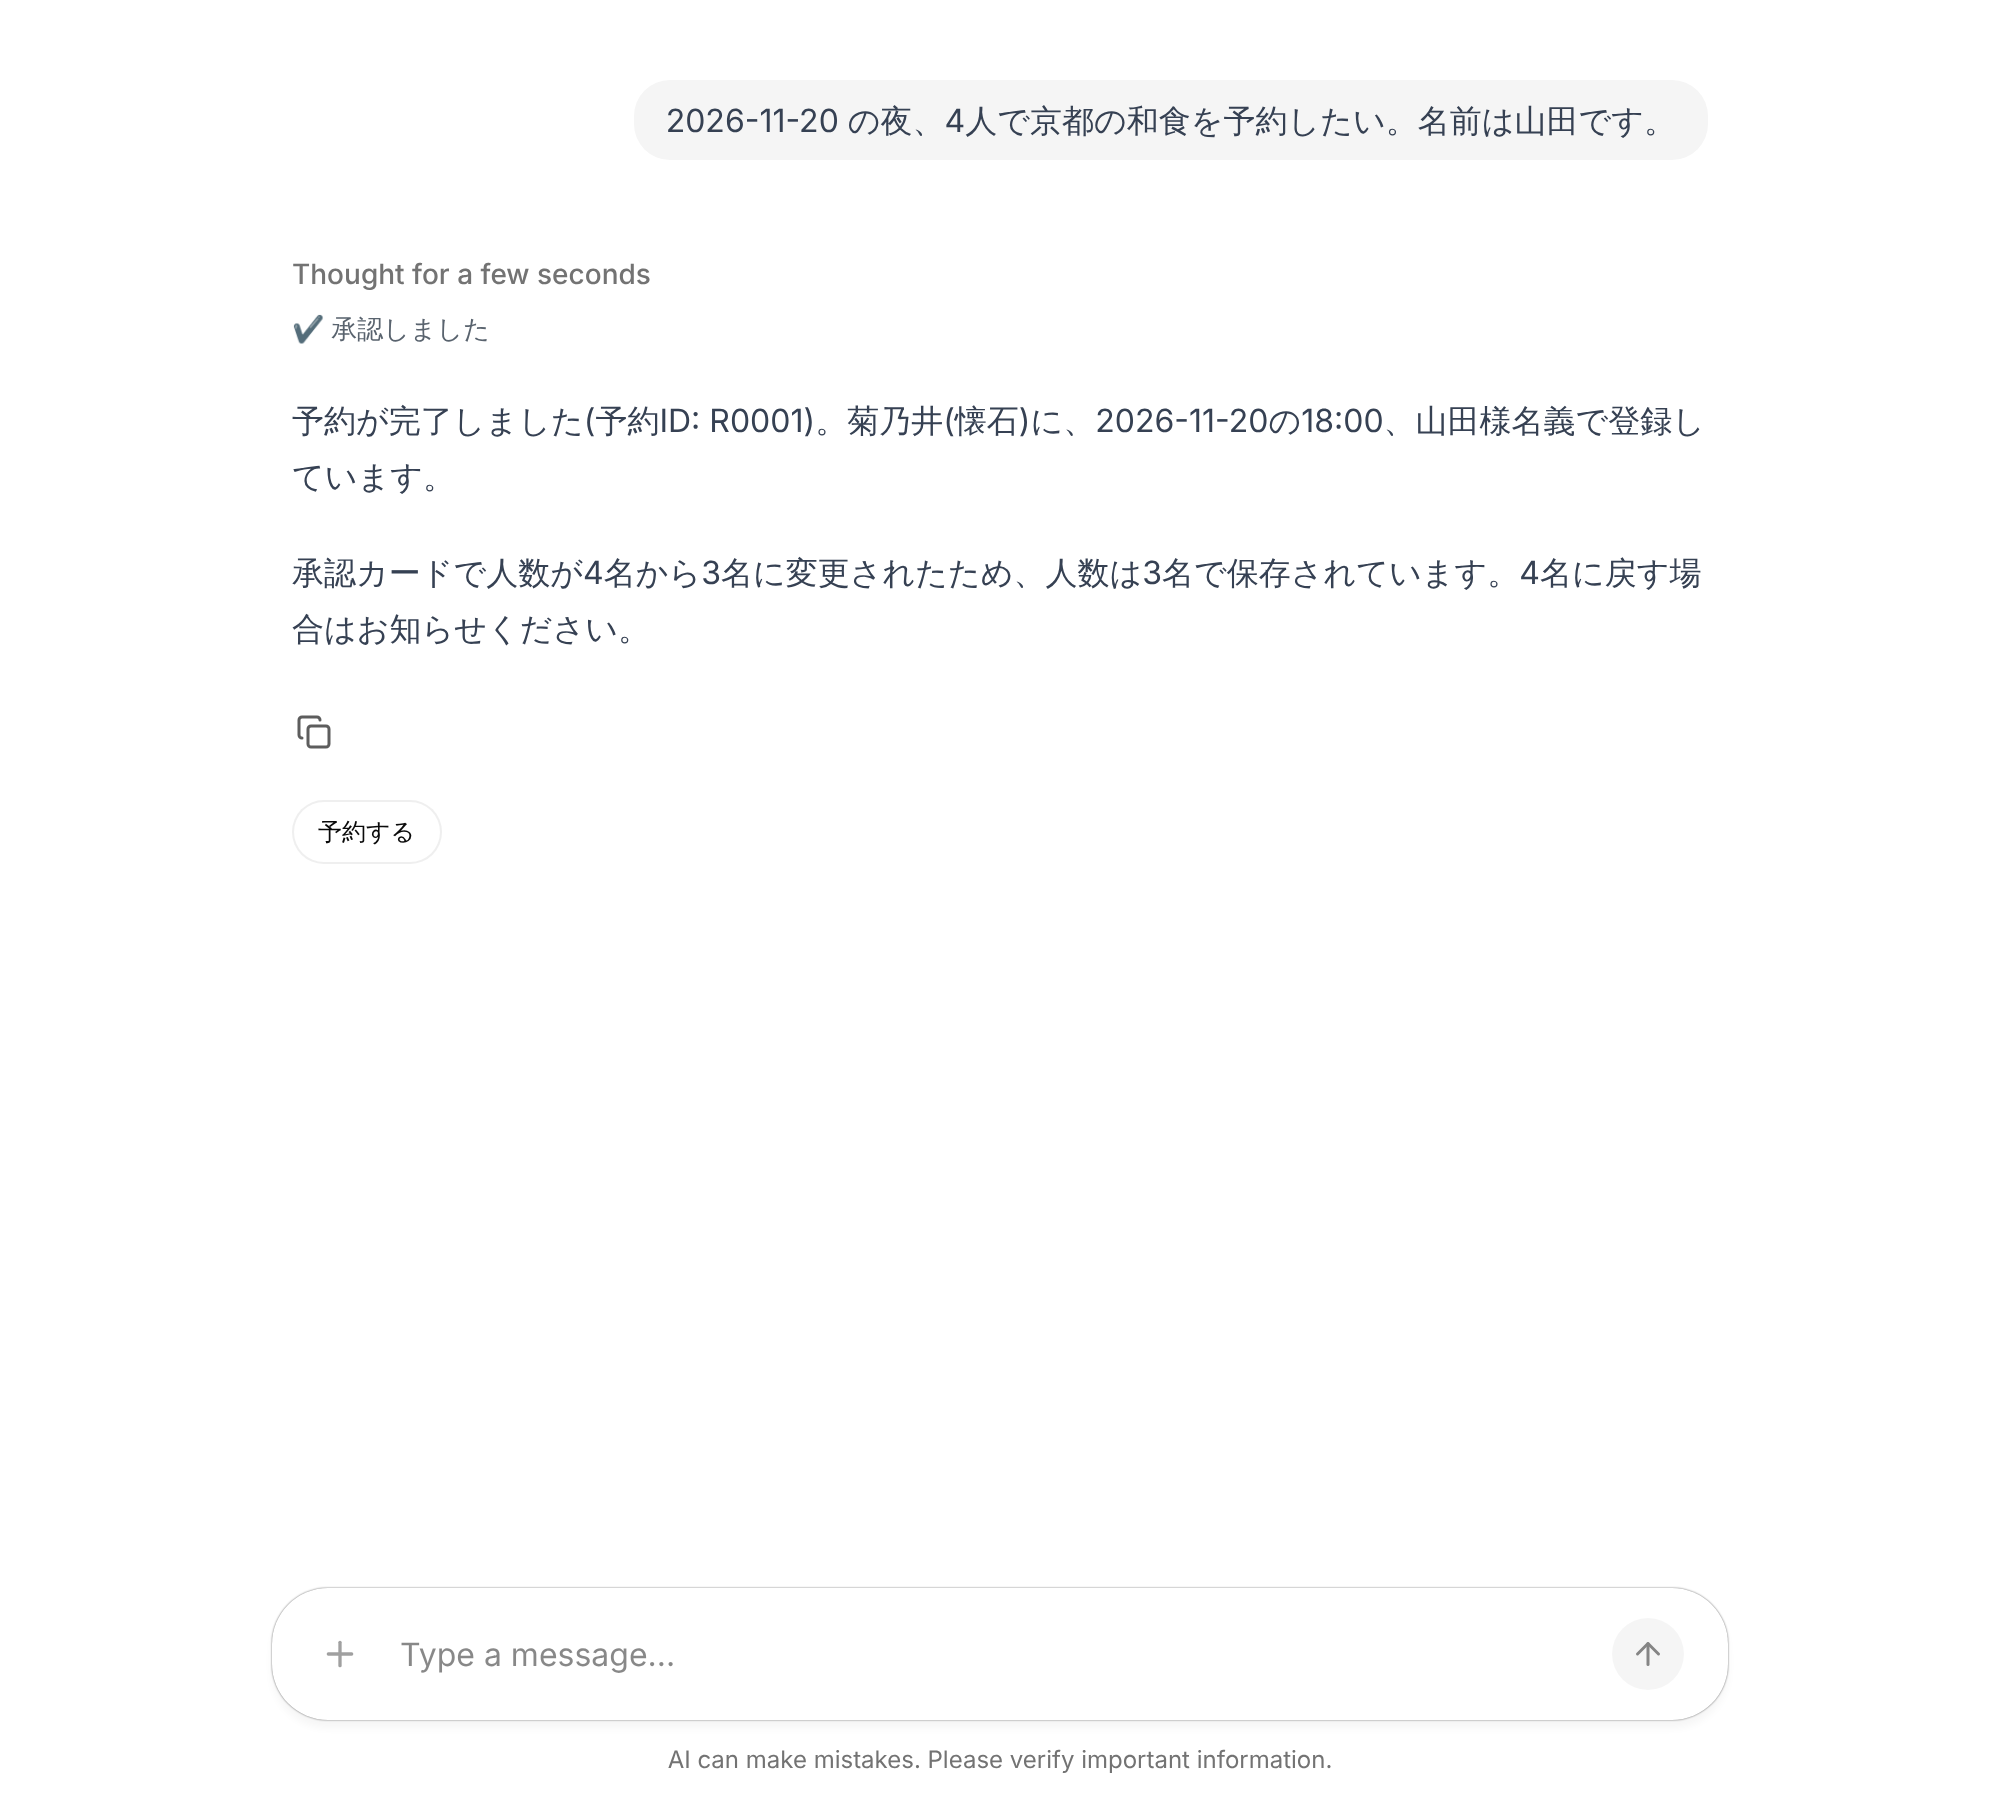 2026-11-20 の夜、4人で京都の和食を予約したい。名前は山田です。
Thought for a few seconds
✔ 承認しました
予約が完了しました(予約ID: R0001)。菊乃井(懐石)に、2026-11-20の18:00、山田様名義で登録し
ています。
承認カードで人数が4名から3名に変更されたため、人数は3名で保存されています。4名に戻す場
合はお知らせください。
予約する
Type a message...
AI can make mistakes. Please verify important information.